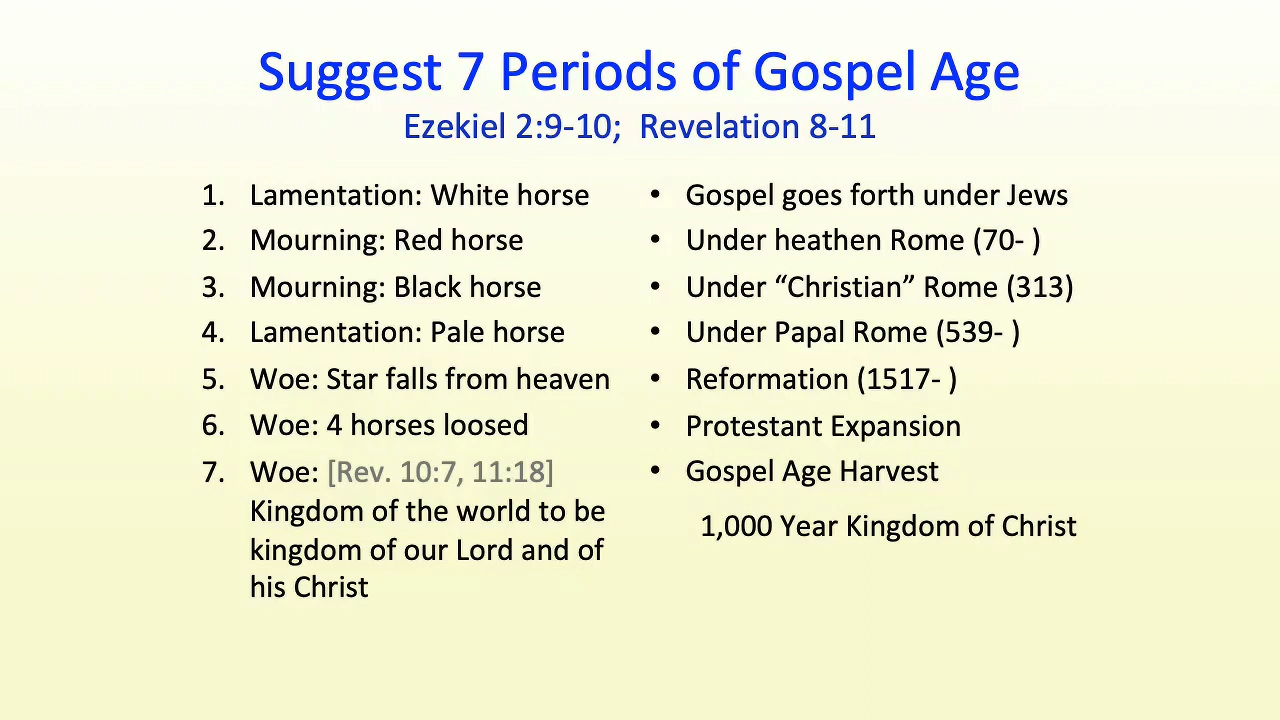 Suggest 7 Periods of Gospel Age
Ezekiel 2:9-10; Revelation 8-11
1. Lamentation: White horse
2. Mourning: Red horse
3. Mourning: Black horse
4. Lamentation: Pale horse
5. Woe: Star falls from heaven
6. Woe: 4 horses loosed
7. Woe: [Rev. 10:7, 11:18]
Kingdom of the world to be
kingdom of our Lord and of
his Christ
• Gospel goes forth under Jews
• Under heathen Rome (70- )
• Under “Christian” Rome (313)
• Under Papal Rome (539- )
• Reformation (1517- )
• Protestant Expansion
• Gospel Age Harvest
1,000 Year Kingdom of Christ